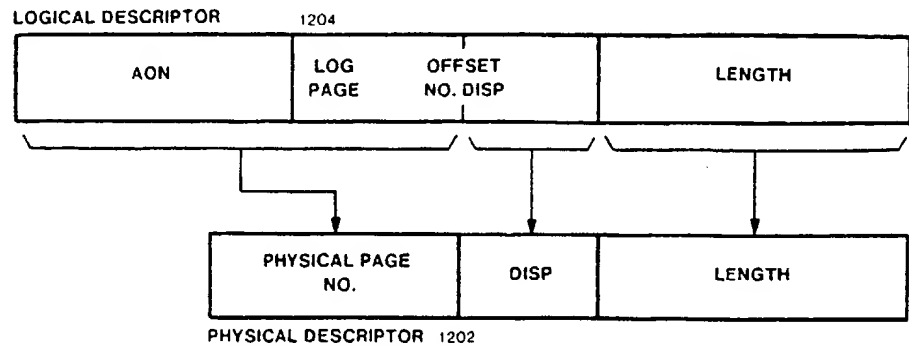 LOGICAL DESCRIPTOR 1204
AON
LOG OFFSET
PAGE NO. DISP
LENGTH
PHYSICAL PAGE
NO.
DISP
LENGTH
PHYSICAL DESCRIPTOR 1202